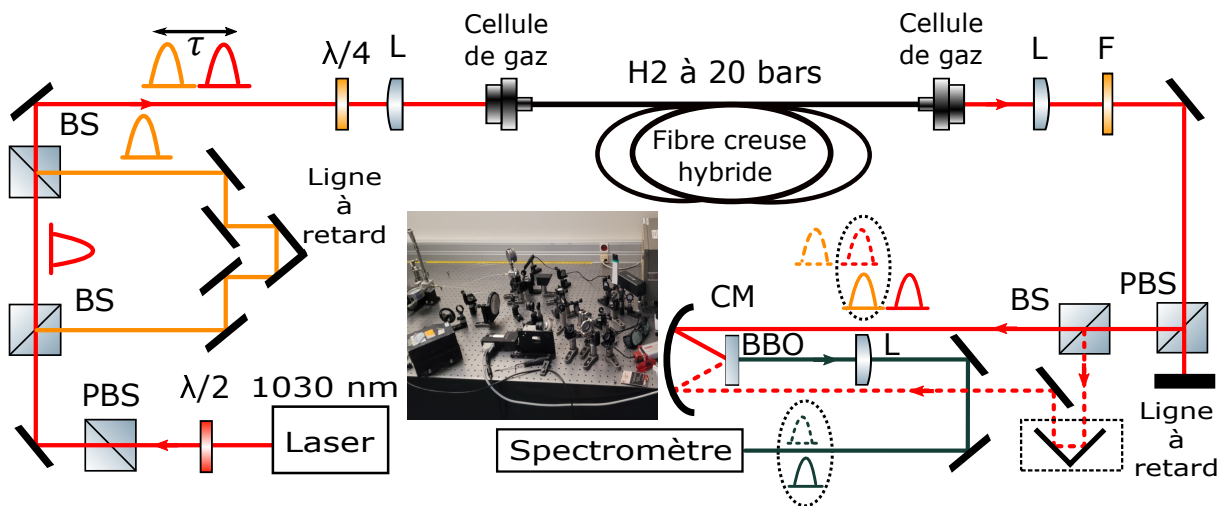 τ
λ/4
L
Cellule
de gaz
H2 à 20 bars
Cellule
de gaz
L
F
BS
Fibre creuse
hybride
Ligne
à
retard
BS
CM
BS
PBS
BBO
L
PBS
λ/2
1030 nm
Laser
Spectromètre
Ligne
à
retard